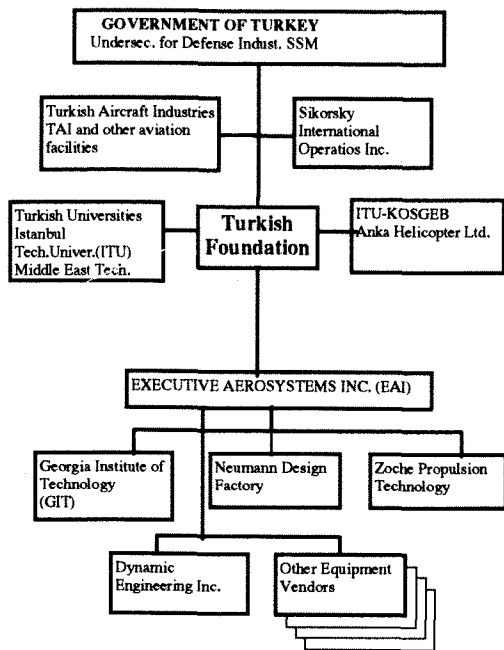 GOVERNMENT OF TURKEY
Undersec. for Defense Indust. SSM
Turkish Aircraft Industries
TAI and other aviation
facilities
Sikorsky
International
Operatios Inc.
Turkish Universities
Istanbul
Tech.Univer.(ITU)
Middle East Tech.
Turkish
Foundation
ITU-KOSGEB
Anka Helicopter Ltd.
EXECUTIVE AEROSYSTEMS INC. (EAI)
Georgia Institute of
Technology
(GIT)
Neumann Design
Factory
Zoche Propulsion
Technology
Dynamic
Engineering Inc.
Other Equipment
Vendors